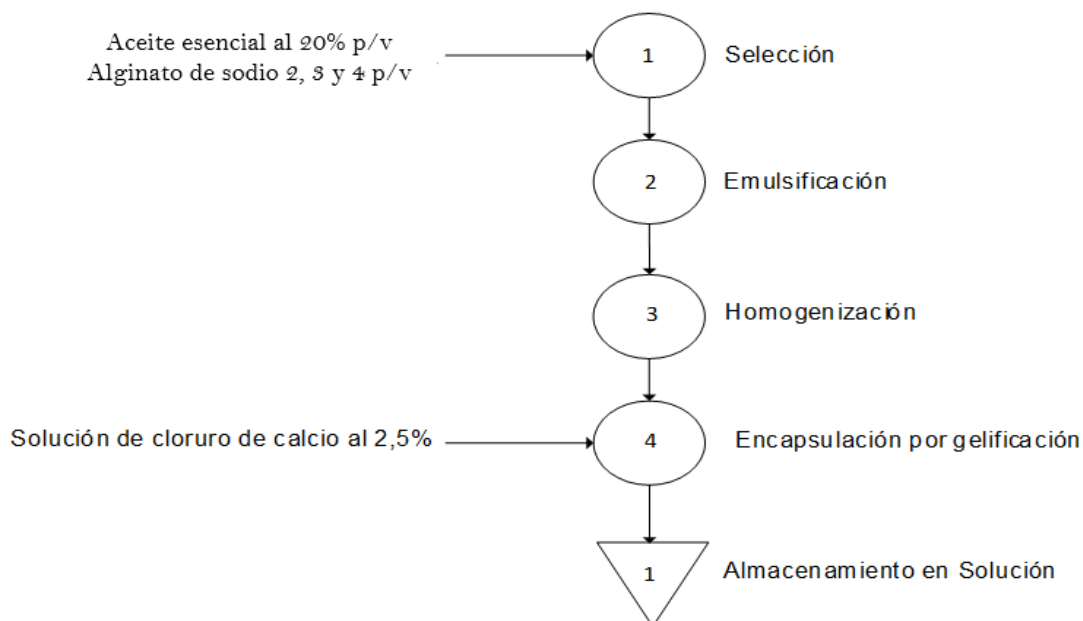 Aceite esencial al 20% p/v
Alginato de sodio 2, 3 y 4 p/v
1
Selección
2
Emulsificación
3
Homogenización
Solución de cloruro de calcio al 2,5%
4
Encapsulación por gelificación
1
Almacenamiento en Solución